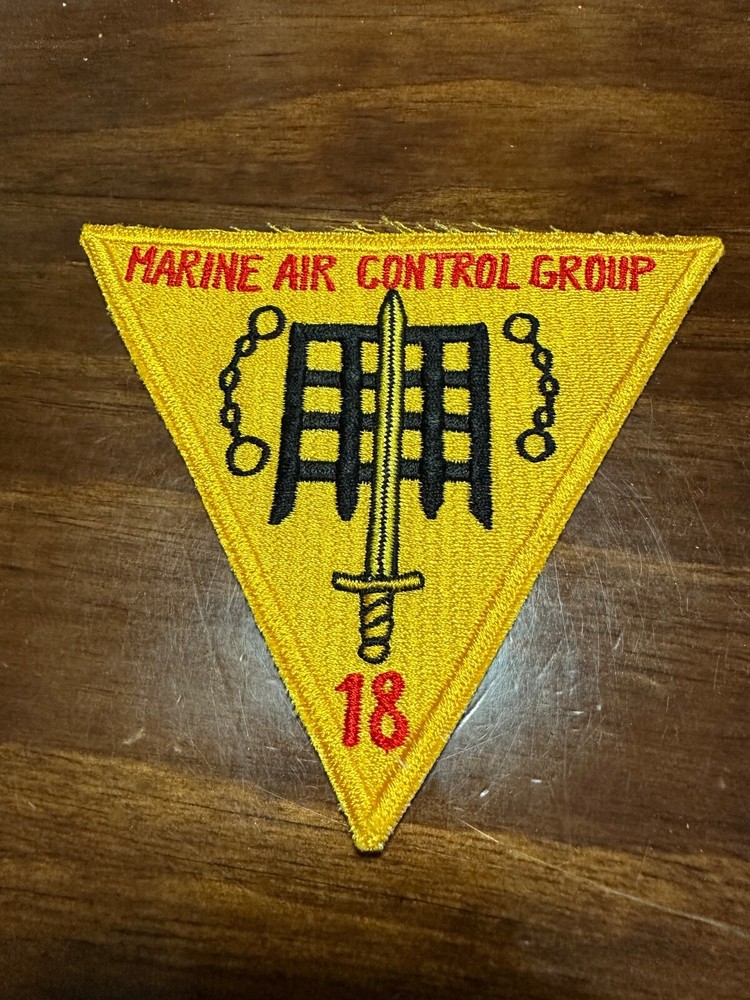 MARINE AIR CONTROL GROUP
18